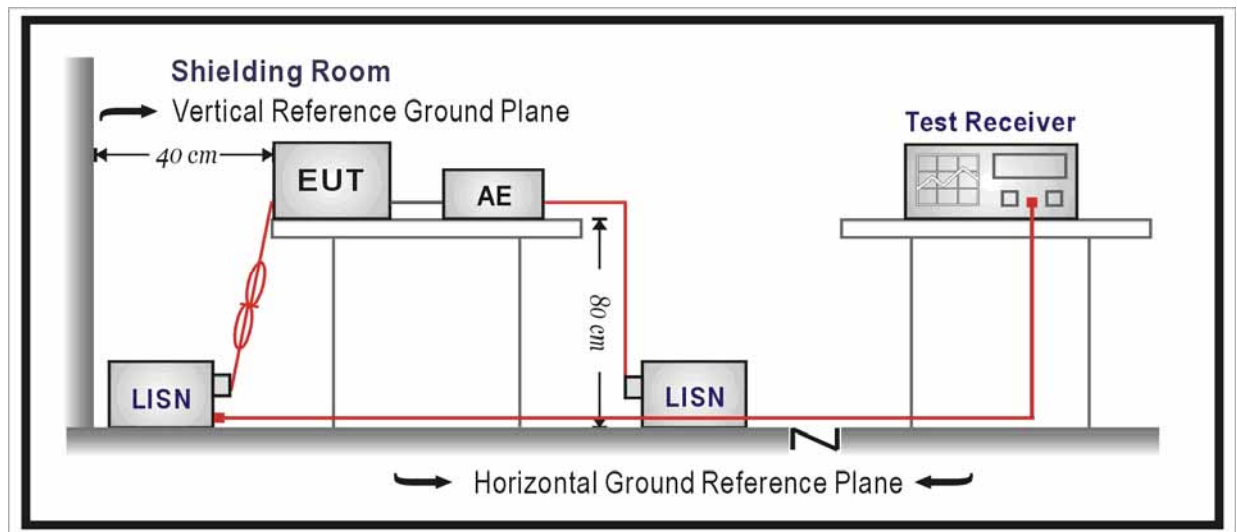 Shielding Room
Vertical Reference Ground Plane
Test Receiver
40 cm
EUT
AE
80 cm
LISN
LISN
Horizontal Ground Reference Plane